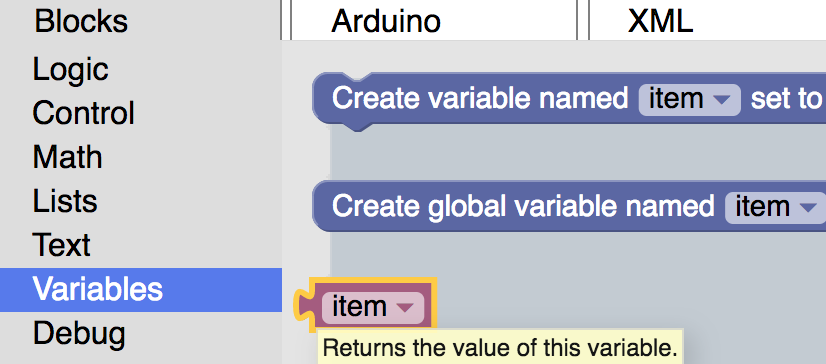 Blocks
Arduino
XML
Logic
Control
Math
Lists
Text
Variables
Debug
Create variable named item set to
Create global variable named item
item
Returns the value of this variable.